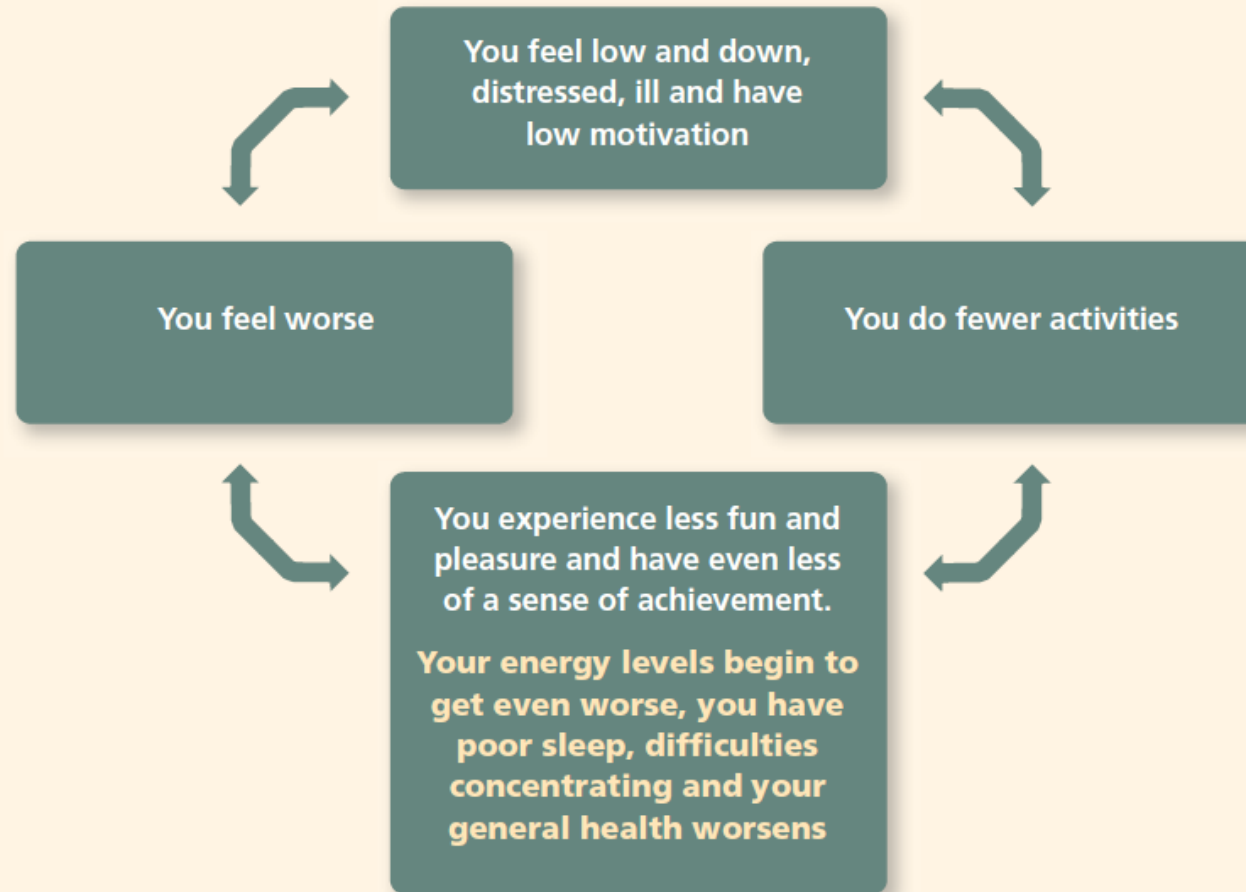 You feel low and down,
distressed, ill and have
low motivation
You feel worse
You do fewer activities
You experience less fun and
pleasure and have even less
of a sense of achievement.
Your energy levels begin to
get even worse, you have
poor sleep, difficulties
concentrating and your
general health worsens